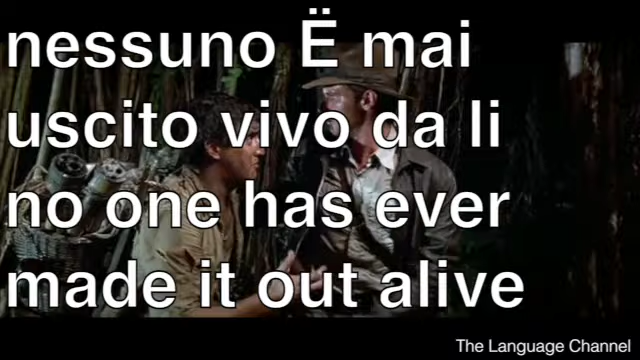 nessuno Ë mai
uscito vivo da li
no one has ever
made it out alive
The Language Channel